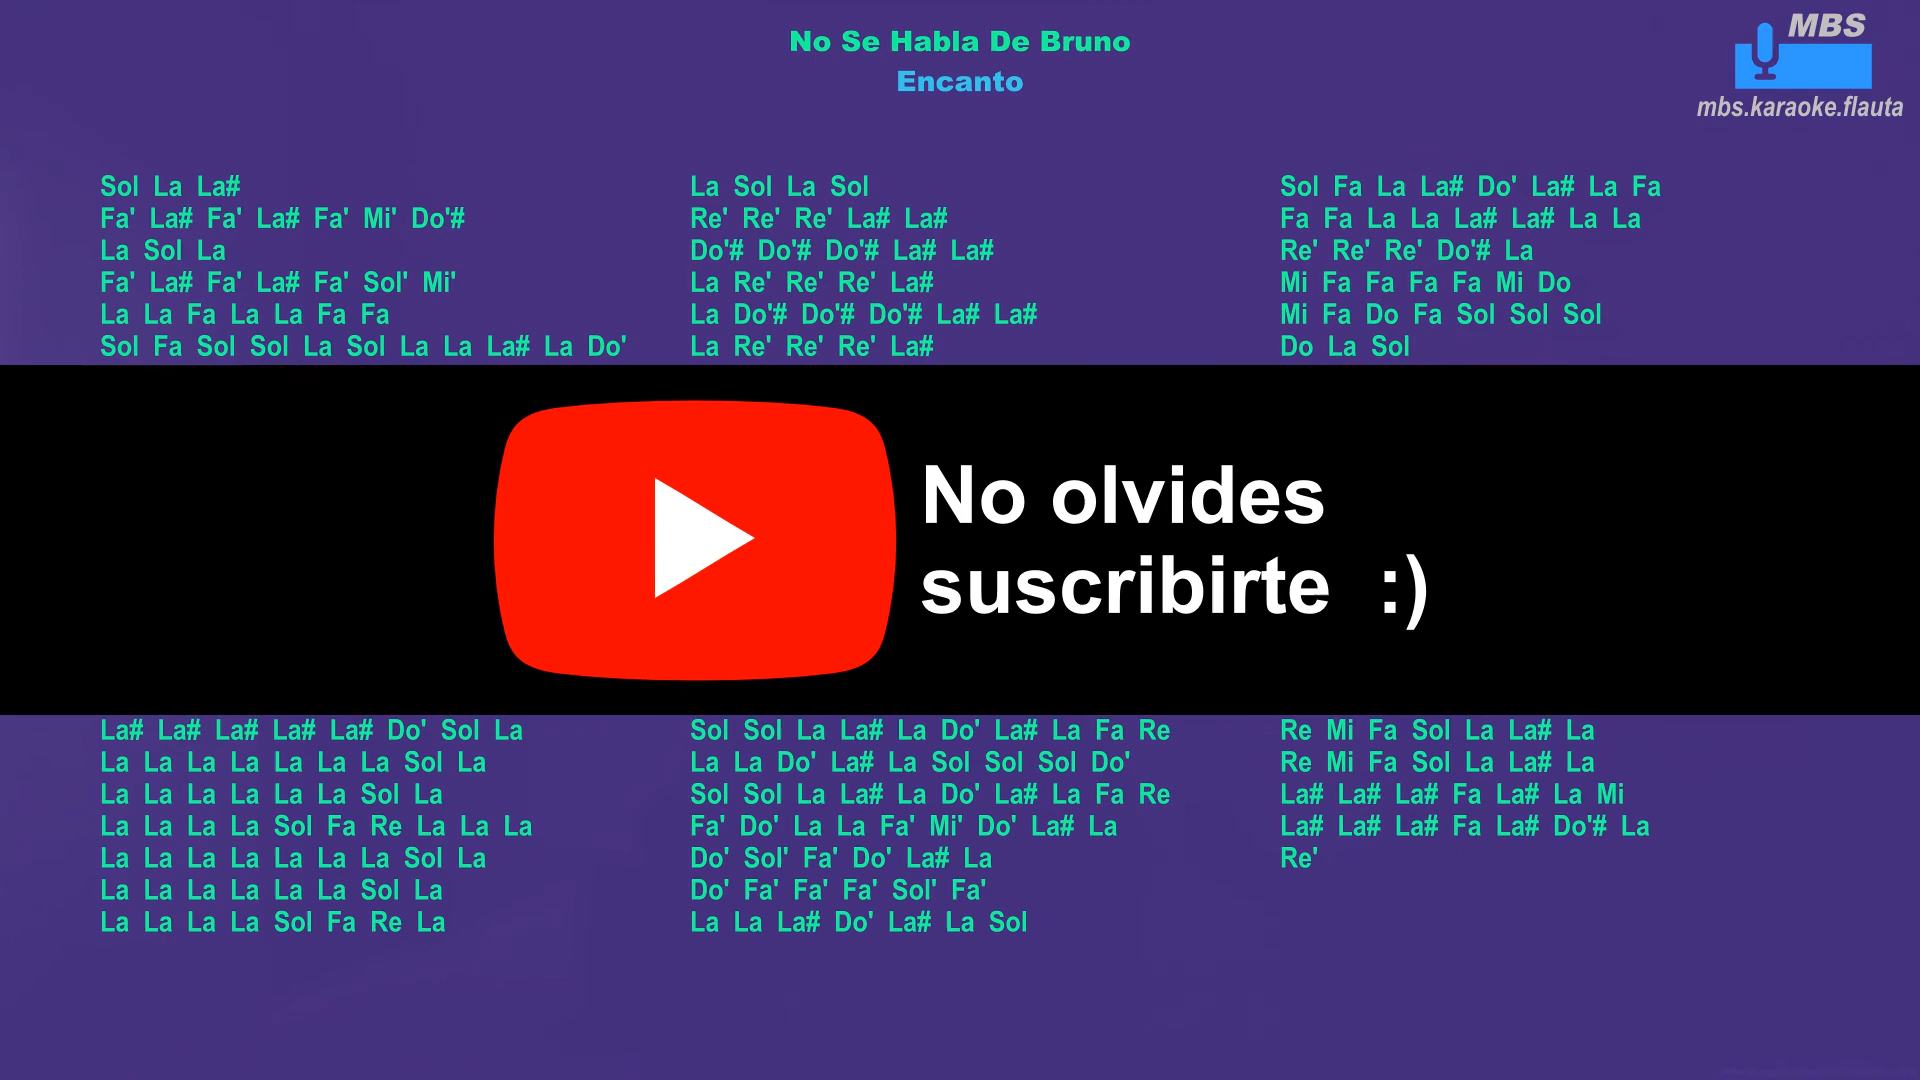 No Se Habla De Bruno
Encanto
MBS
mbs.karaoke.flauta
Sol La La#
Fa' La# Fa' La# Fa' Mi' Do'#
La Sol La
Fa' La# Fa' La# Fa' Sol' Mi'
La La Fa La La Fa Fa
Sol Fa Sol Sol La Sol La La La# La Do'
La Sol La Sol
Re' Re' Re' La# La#
Do'# Do'# Do'# La# La#
La Re' Re' Re' La#
La Do'# Do'# Do'# La# La#
La Re' Re' Re' La#
Sol Fa La La# Do' La# La Fa
Fa Fa La La La# La# La La
Re' Re' Re' Do'# La
Mi Fa Fa Fa Fa Mi Do
Mi Fa Do Fa Sol Sol Sol
Do La Sol
No olvides
suscribirte :)
La# La# La# La# La# Do' Sol La
La La La La La La La Sol La
La La La La La La Sol La
La La La La Sol Fa Re La La La
La La La La La La La Sol La
La La La La La La Sol La
La La La La Sol Fa Re La
Sol Sol La La# La Do' La# La Fa Re
La La Do' La# La Sol Sol Sol Do'
Sol Sol La La# La Do' La# La Fa Re
Fa' Do' La La Fa' Mi' Do' La# La
Do' Sol' Fa' Do' La# La
Do' Fa' Fa' Fa' Sol' Fa'
La La La# Do' La# La Sol
Re Mi Fa Sol La La# La
Re Mi Fa Sol La La# La
La# La# La# Fa La# La Mi
La# La# La# Fa La# Do'# La
Re'